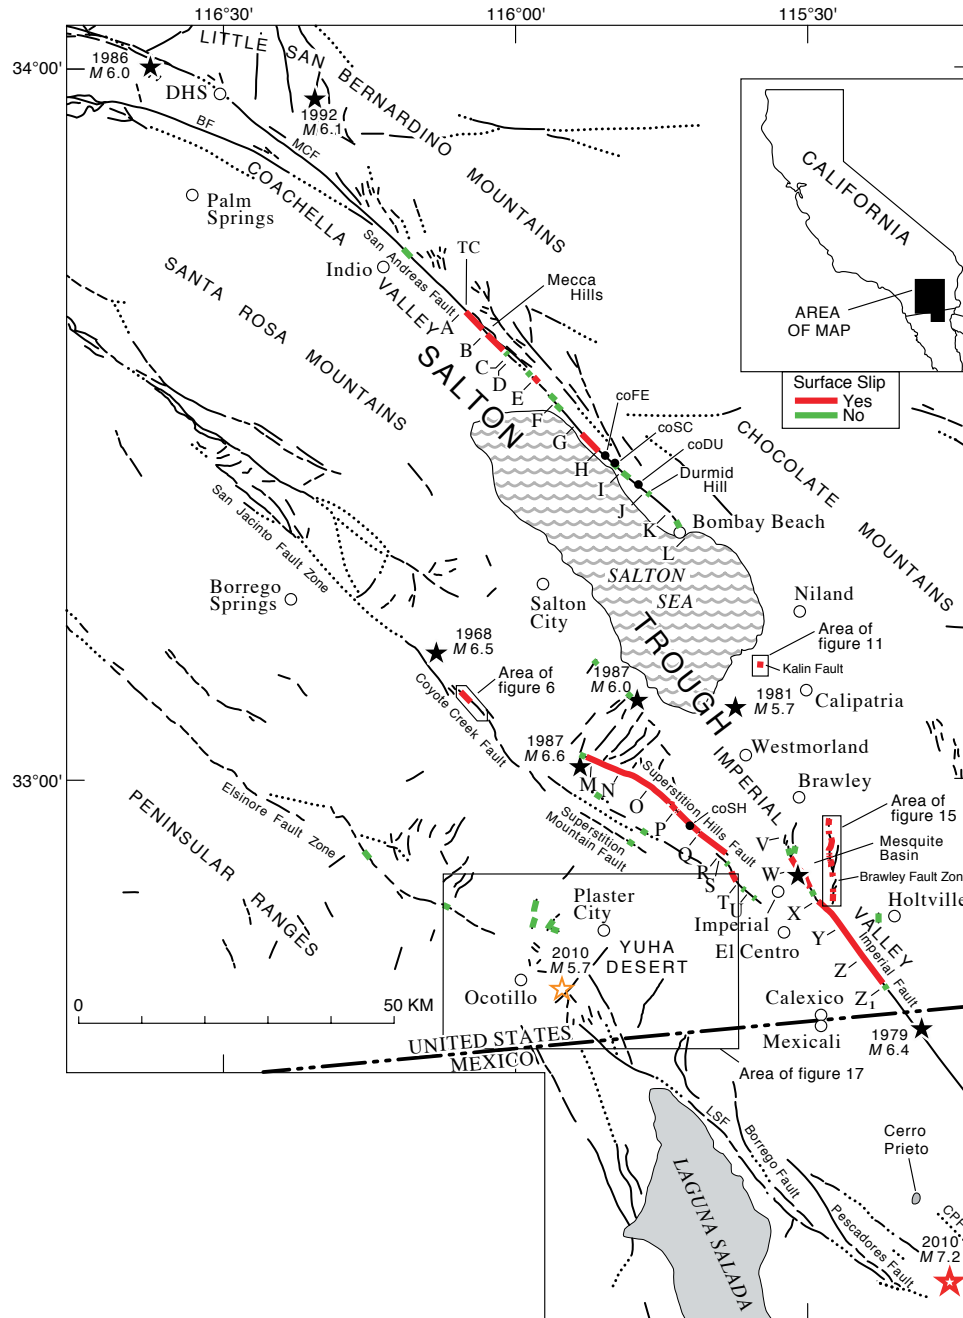 116°30'
116°00'
115°30'
34°00'
33°00'
LITTLE SAN BERNARDINO MOUNTAINS
1986
M 6.0
DHS
1992
M 6.1
BF
MCF
COACHELLA VALLEY
Palm
Springs
San Andreas Fault
Indio
TC
Mecca
Hills
SANTA ROSA MOUNTAINS
CALIFORNIA
AREA
OF MAP
Surface Slip
Yes
No
A
B
C
D
E
F
G
H
I
J
K
L
SALTON TROUGH
coFE
coSC
coDU
Durmid
Hill
CHOCOLATE MOUNTAINS
Bombay Beach
SALTON
SEA
San Jacinto Fault Zone
Borrego
Springs
Salton
City
Niland
Area of
figure 11
Kalin Fault
1968
M 6.5
Area of
figure 6
Coyote Creek Fault
1987
M 6.0
1981
M 5.7
Calipatria
1987
M 6.6
Westmorland
IMPERIAL VALLEY
Brawley
M
N
O
P
Q
R
S
T
U
Superstition Hills Fault
coSH
Superstition
Mountain Fault
Area of
figure 15
Mesquite
Basin
Brawley Fault Zon
V
W
X
Y
Z
Z1
Elsinore Fault Zone
PENINSULAR RANGES
Plaster
City
Imperial
El Centro
Holtville
Imperial Fault
YUHA
DESERT
2010
M 5.7
Ocotillo
Calexico
Mexicali
1979
M 6.4
0
50 KM
UNITED STATES
MEXICO
Area of figure 17
LSF
Borrego Fault
Pescadores Fault
LAGUNA SALADA
Cerro
Prieto
CPF
2010
M 7.2